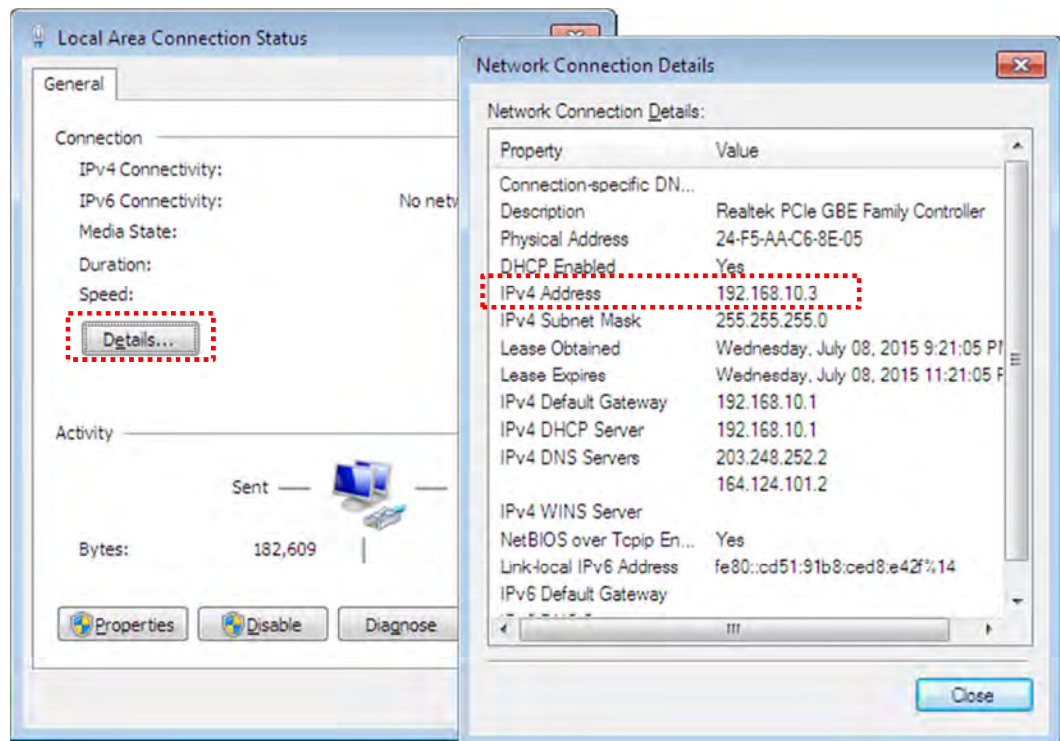 Local Area Connection Status
General
Connection
IPv4 Connectivity:
IPv6 Connectivity: No netw
Media State:
Duration:
Speed:
Details...
Activity
Sent
Bytes: 182,609
Properties Disable Diagnose
Network Connection Details
Network Connection Details:
Property Value
Connection-specific DN...
Description Realtek PCIe GBE Family Controller
Physical Address 24-F5-AA-C6-8E-05
DHCP Enabled Yes
IPv4 Address 192.168.10.3
IPv4 Subnet Mask 255.255.255.0
Lease Obtained Wednesday, July 08, 2015 9:21:05 P
Lease Expires Wednesday, July 08, 2015 11:21:05
IPv4 Default Gateway 192.168.10.1
IPv4 DHCP Server 192.168.10.1
IPv4 DNS Servers 203.248.252.2
164.124.101.2
IPv4 WINS Server
NetBIOS over Tcpip En... Yes
Link-local IPv6 Address fe80::cd51:91b8:ced8:e42f%14
IPv6 Default Gateway
Close